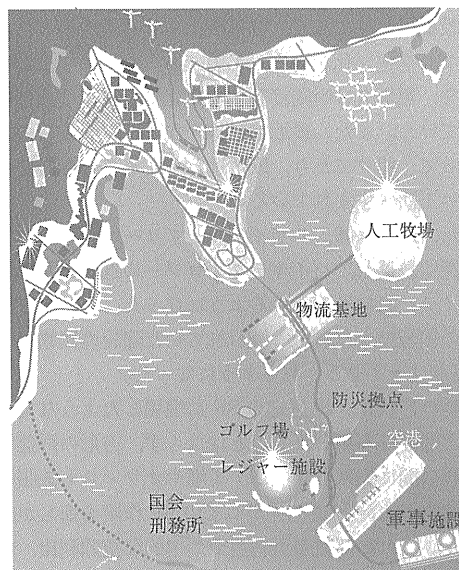 人工牧場
物流基地
防災拠点
ゴルフ場
空港
レジャー施設
国会
刑務所
軍事施設